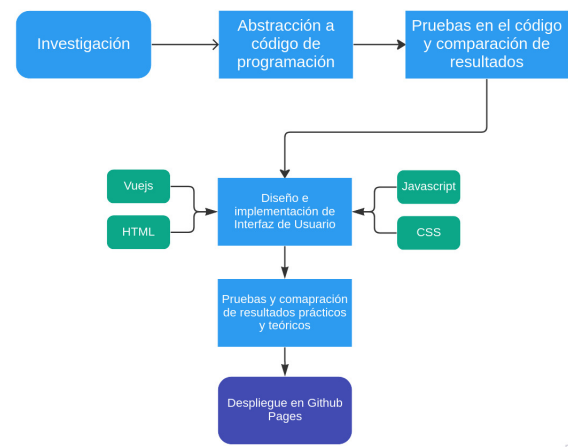 Investigación
Abstracción a
código de
programación
Pruebas en el código
y comparación de
resultados
Vuejs
HTML
Diseño e
implementación de
Interfaz de Usuario
Javascript
CSS
Pruebas y comapración
de resultados prácticos
y teóricos
Despliegue en Github
Pages